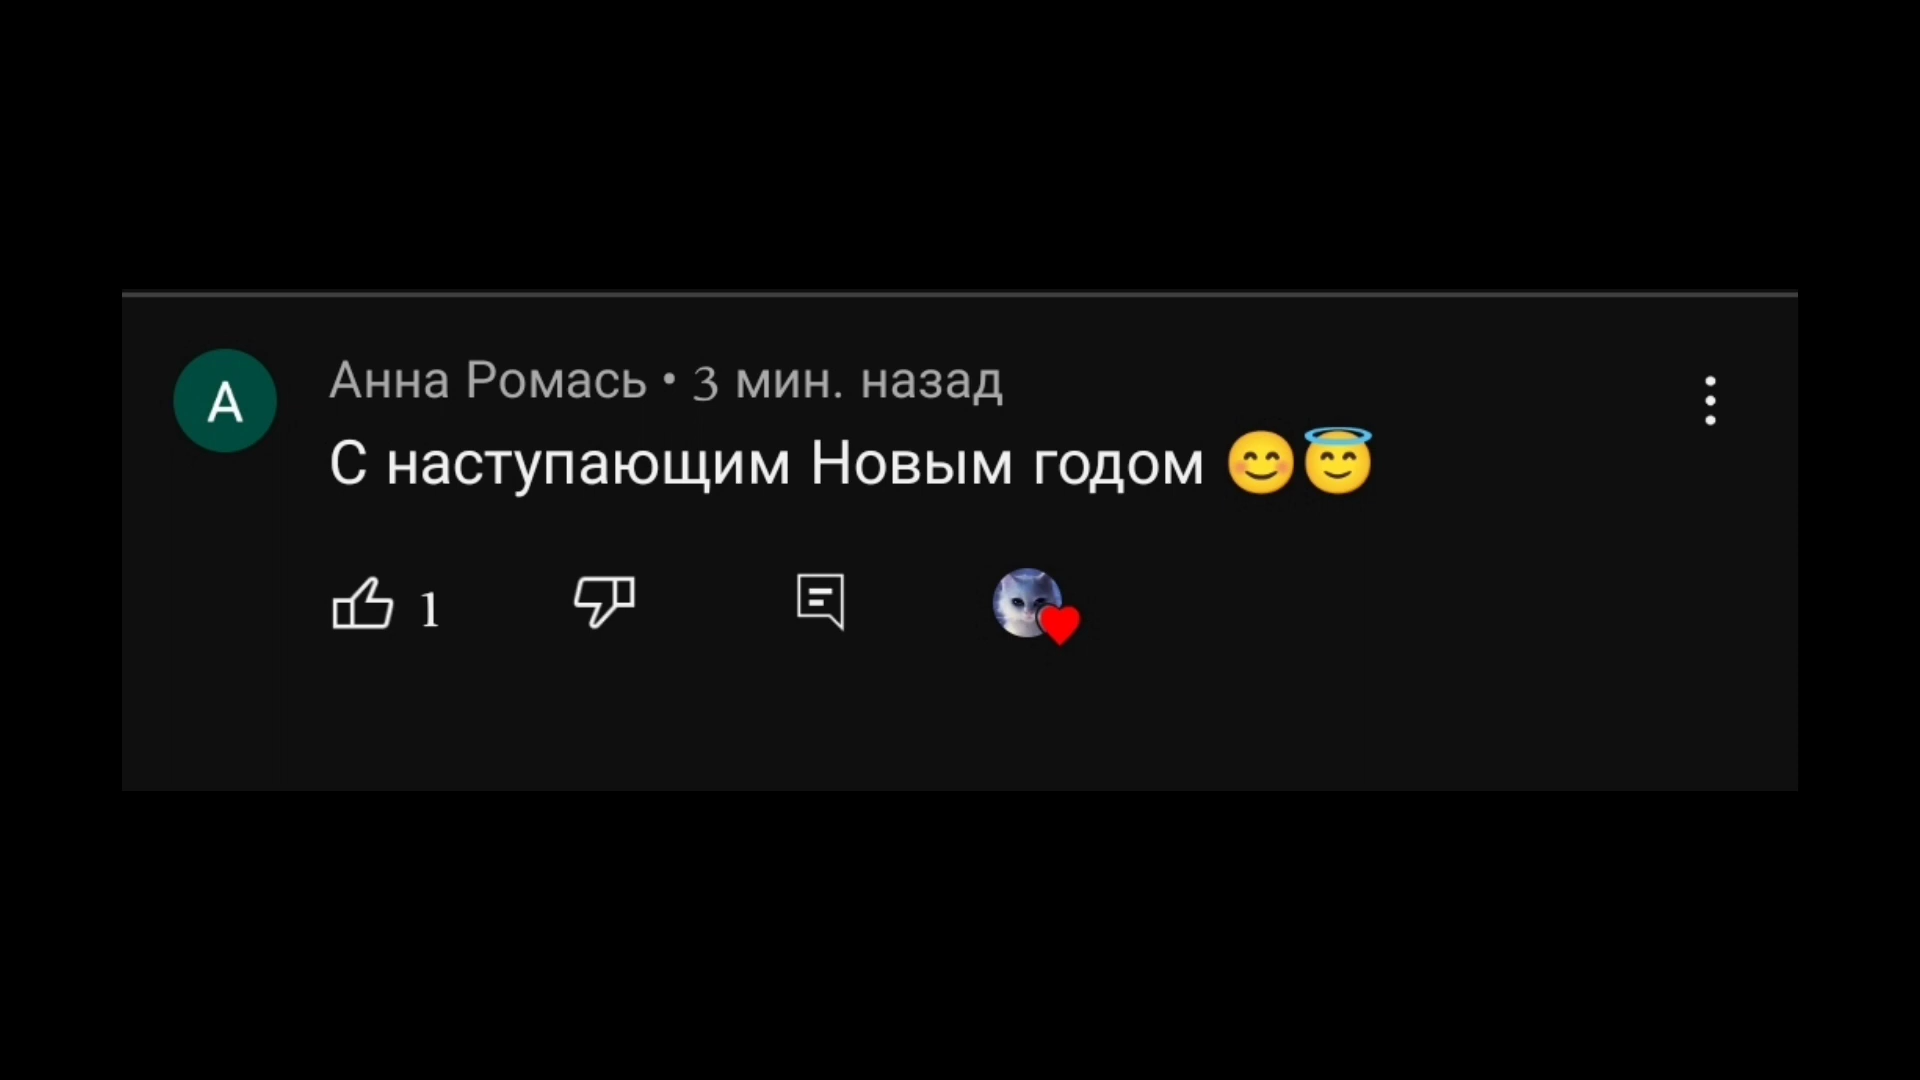 А
Анна Ромась • 3 мин. назад
С наступающим Новым годом 😊😇
1